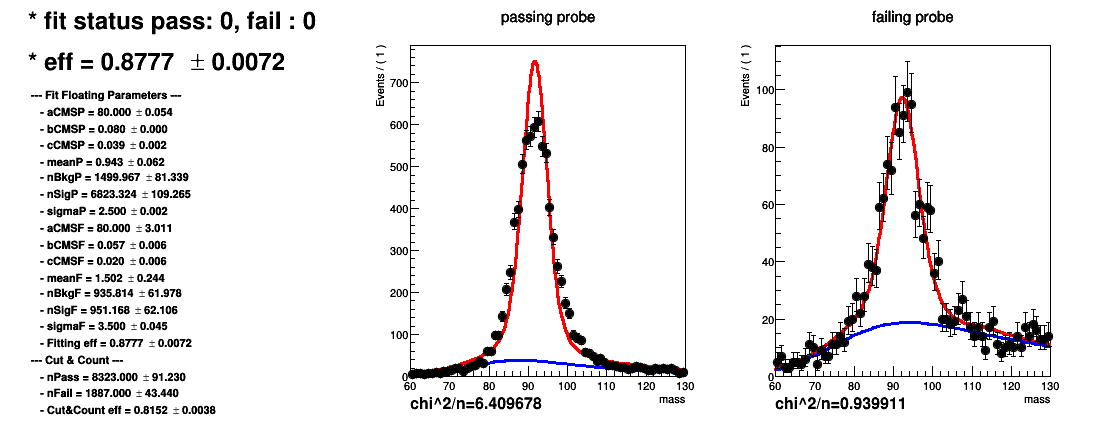 * fit status pass: 0, fail : 0
* eff = 0.8777 ± 0.0072
--- Fit Floating Parameters ---
- aCMSP = 80.000 ± 0.054
- bCMSP = 0.080 ± 0.000
- cCMSP = 0.039 ± 0.002
- meanP = 0.943 ± 0.062
- nBkgP = 1499.967 ± 81.339
- nSigP = 6823.324 ± 109.265
- sigmaP = 2.500 ± 0.002
- aCMSF = 80.000 ± 3.011
- bCMSF = 0.057 ± 0.006
- cCMSF = 0.020 ± 0.006
- meanF = 1.502 ± 0.244
- nBkgF = 935.814 ± 61.978
- nSigF = 951.168 ± 62.106
- sigmaF = 3.500 ± 0.045
- Fitting eff = 0.8777 ± 0.0072
--- Cut & Count ---
- nPass = 8323.000 ± 91.230
- nFail = 1887.000 ± 43.440
- Cut&Count eff = 0.8152 ± 0.0038
passing probe
Events / ( 1 )
700
600
500
400
300
200
100
0
60 70 80 90 100 110 120 130
mass
chi^2/n=6.409678
failing probe
Events / ( 1 )
100
80
60
40
20
0
60 70 80 90 100 110 120 130
mass
chi^2/n=0.939911